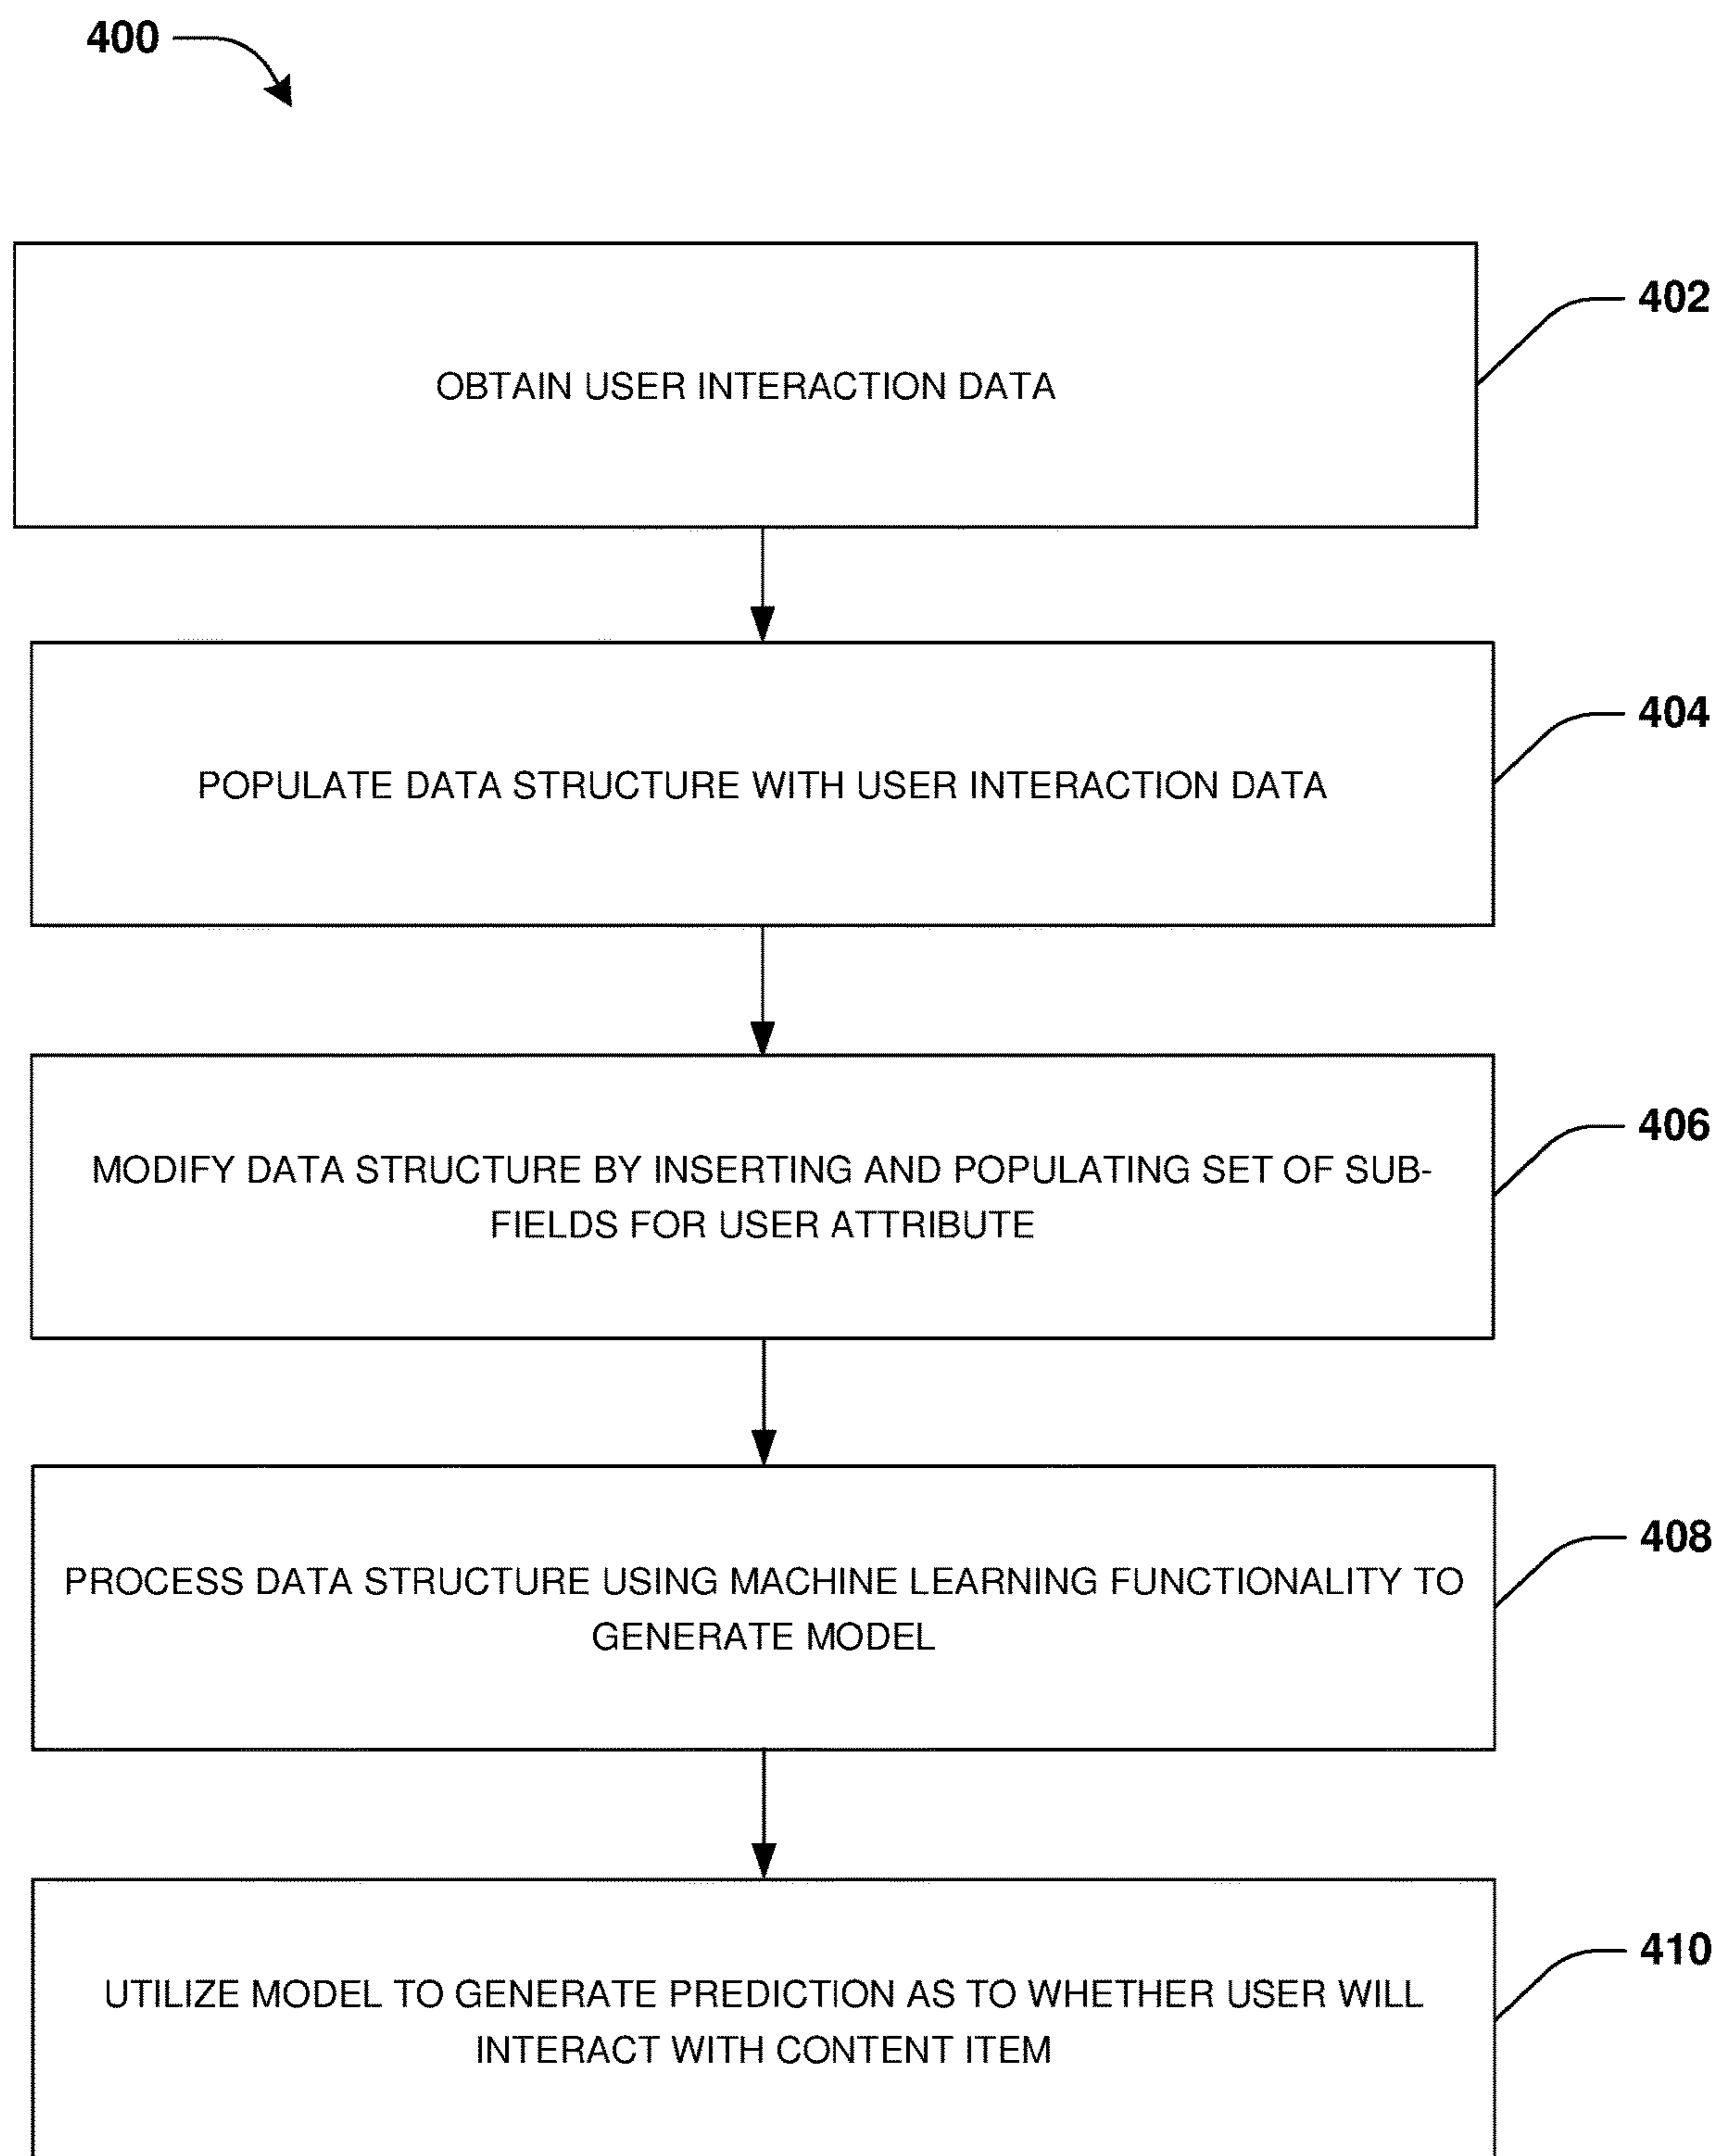 400
OBTAIN USER INTERACTION DATA
402
POPULATE DATA STRUCTURE WITH USER INTERACTION DATA
404
MODIFY DATA STRUCTURE BY INSERTING AND POPULATING SET OF SUB-
FIELDS FOR USER ATTRIBUTE
406
PROCESS DATA STRUCTURE USING MACHINE LEARNING FUNCTIONALITY TO
GENERATE MODEL
408
UTILIZE MODEL TO GENERATE PREDICTION AS TO WHETHER USER WILL
INTERACT WITH CONTENT ITEM
410